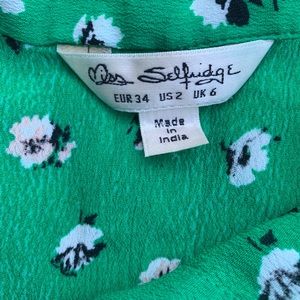 Miss Selfridge
EUR 34 US 2 UK 6
Made
in
India